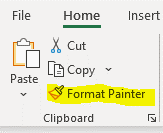 File Home Insert
Cut
Copy
Paste
Format Painter
Clipboard